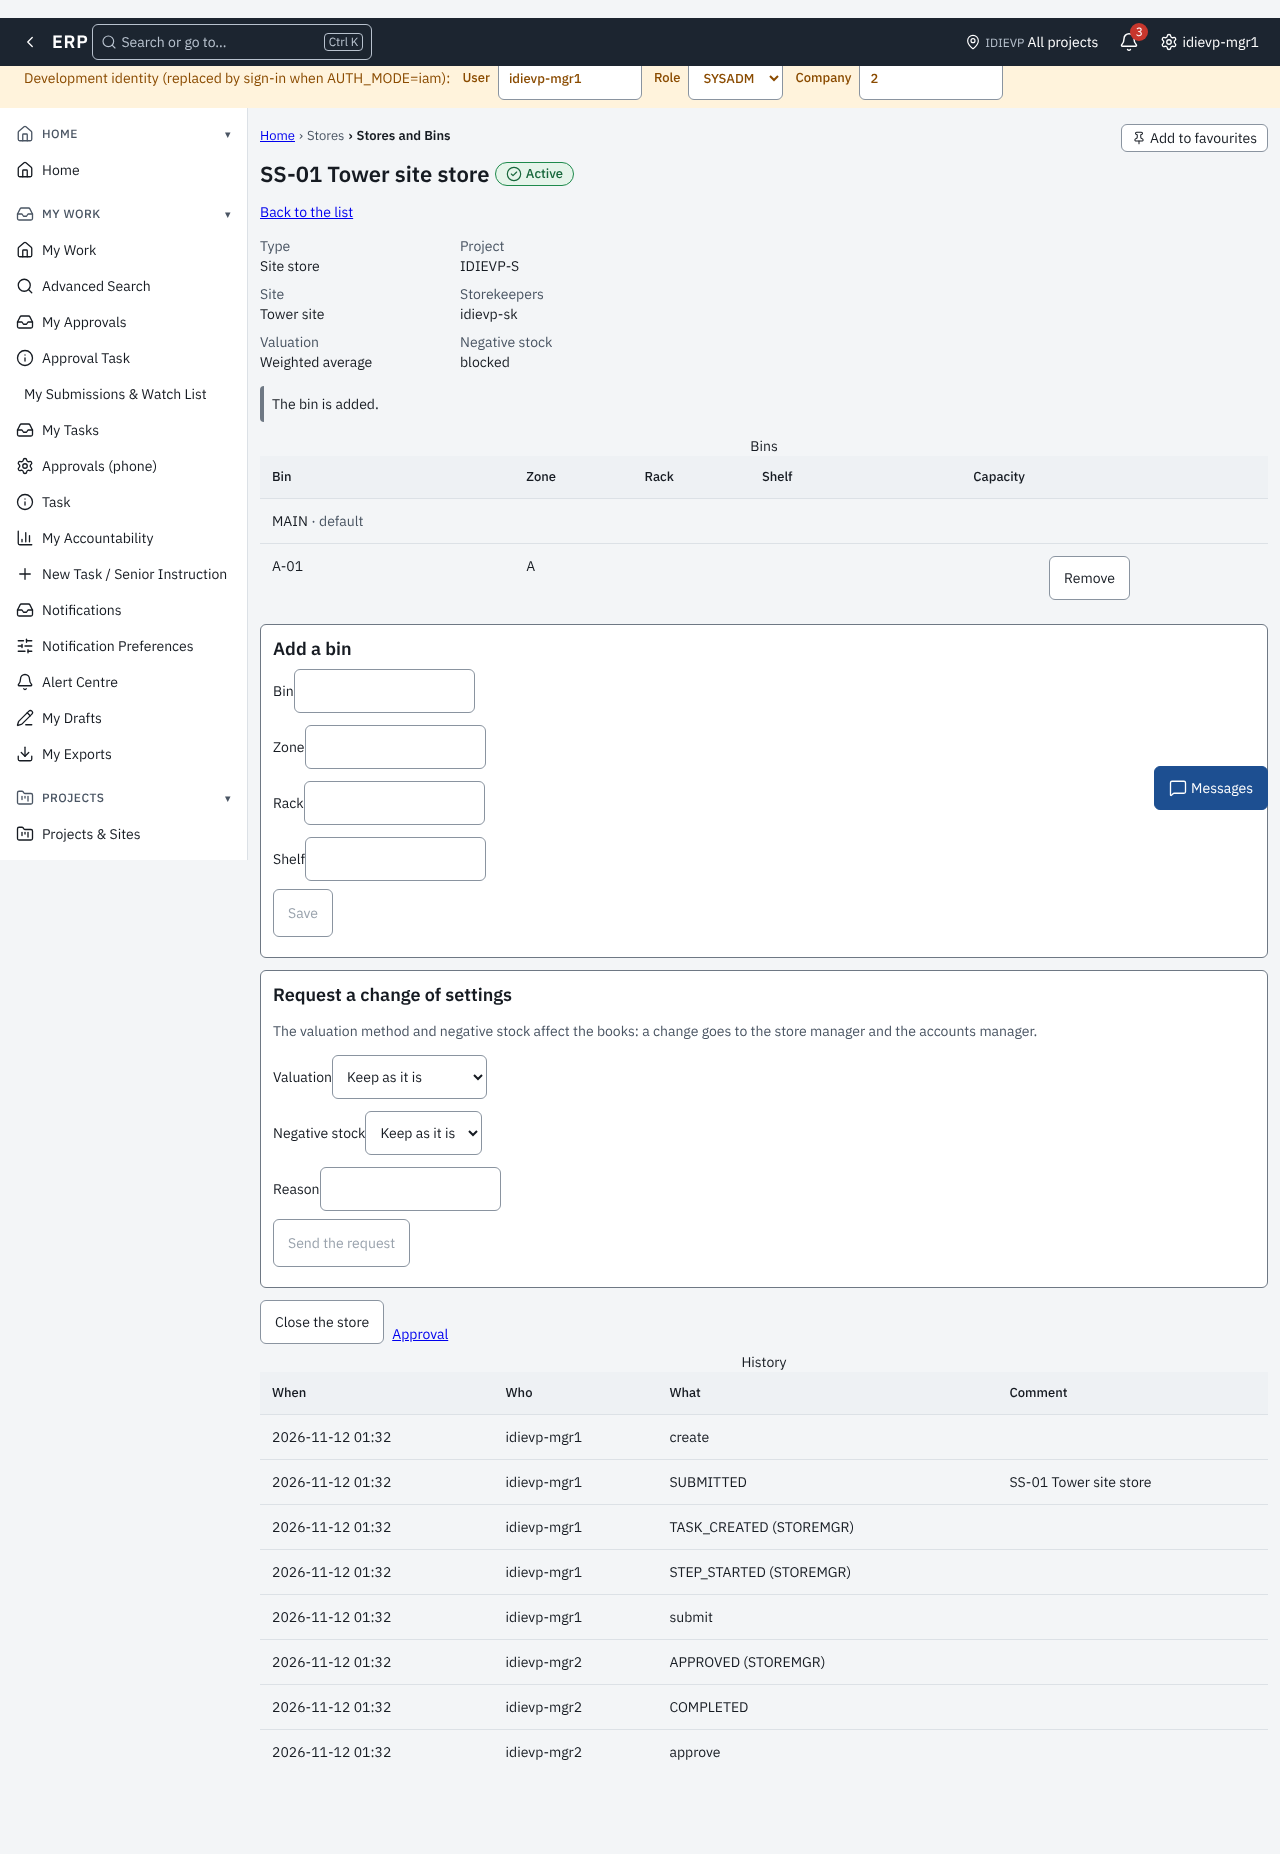 ERP
Search or go to...
Ctrl K
IDIEVP All projects
3
idievp-mgr1
Development identity (replaced by sign-in when AUTH_MODE=iam):
User
idievp-mgr1
Role
SYSADM
Company
2
HOME
Home
MY WORK
My Work
Advanced Search
My Approvals
Approval Task
My Submissions & Watch List
My Tasks
Approvals (phone)
Task
My Accountability
New Task / Senior Instruction
Notifications
Notification Preferences
Alert Centre
My Drafts
My Exports
PROJECTS
Projects & Sites
Home › Stores › Stores and Bins
Add to favourites
SS-01 Tower site store
Active
Back to the list
Type
Site store
Project
IDIEVP-S
Site
Tower site
Storekeepers
idievp-sk
Valuation
Weighted average
Negative stock
blocked
The bin is added.
Bins
Bin Zone Rack Shelf Capacity
MAIN · default
A-01 A Remove
Add a bin
Bin
Zone
Rack
Shelf
Save
Messages
Request a change of settings
The valuation method and negative stock affect the books: a change goes to the store manager and the accounts manager.
Valuation Keep as it is
Negative stock Keep as it is
Reason
Send the request
Close the store
Approval
History
When Who What Comment
2026-11-12 01:32 idievp-mgr1 create
2026-11-12 01:32 idievp-mgr1 SUBMITTED SS-01 Tower site store
2026-11-12 01:32 idievp-mgr1 TASK_CREATED (STOREMGR)
2026-11-12 01:32 idievp-mgr1 STEP_STARTED (STOREMGR)
2026-11-12 01:32 idievp-mgr1 submit
2026-11-12 01:32 idievp-mgr2 APPROVED (STOREMGR)
2026-11-12 01:32 idievp-mgr2 COMPLETED
2026-11-12 01:32 idievp-mgr2 approve